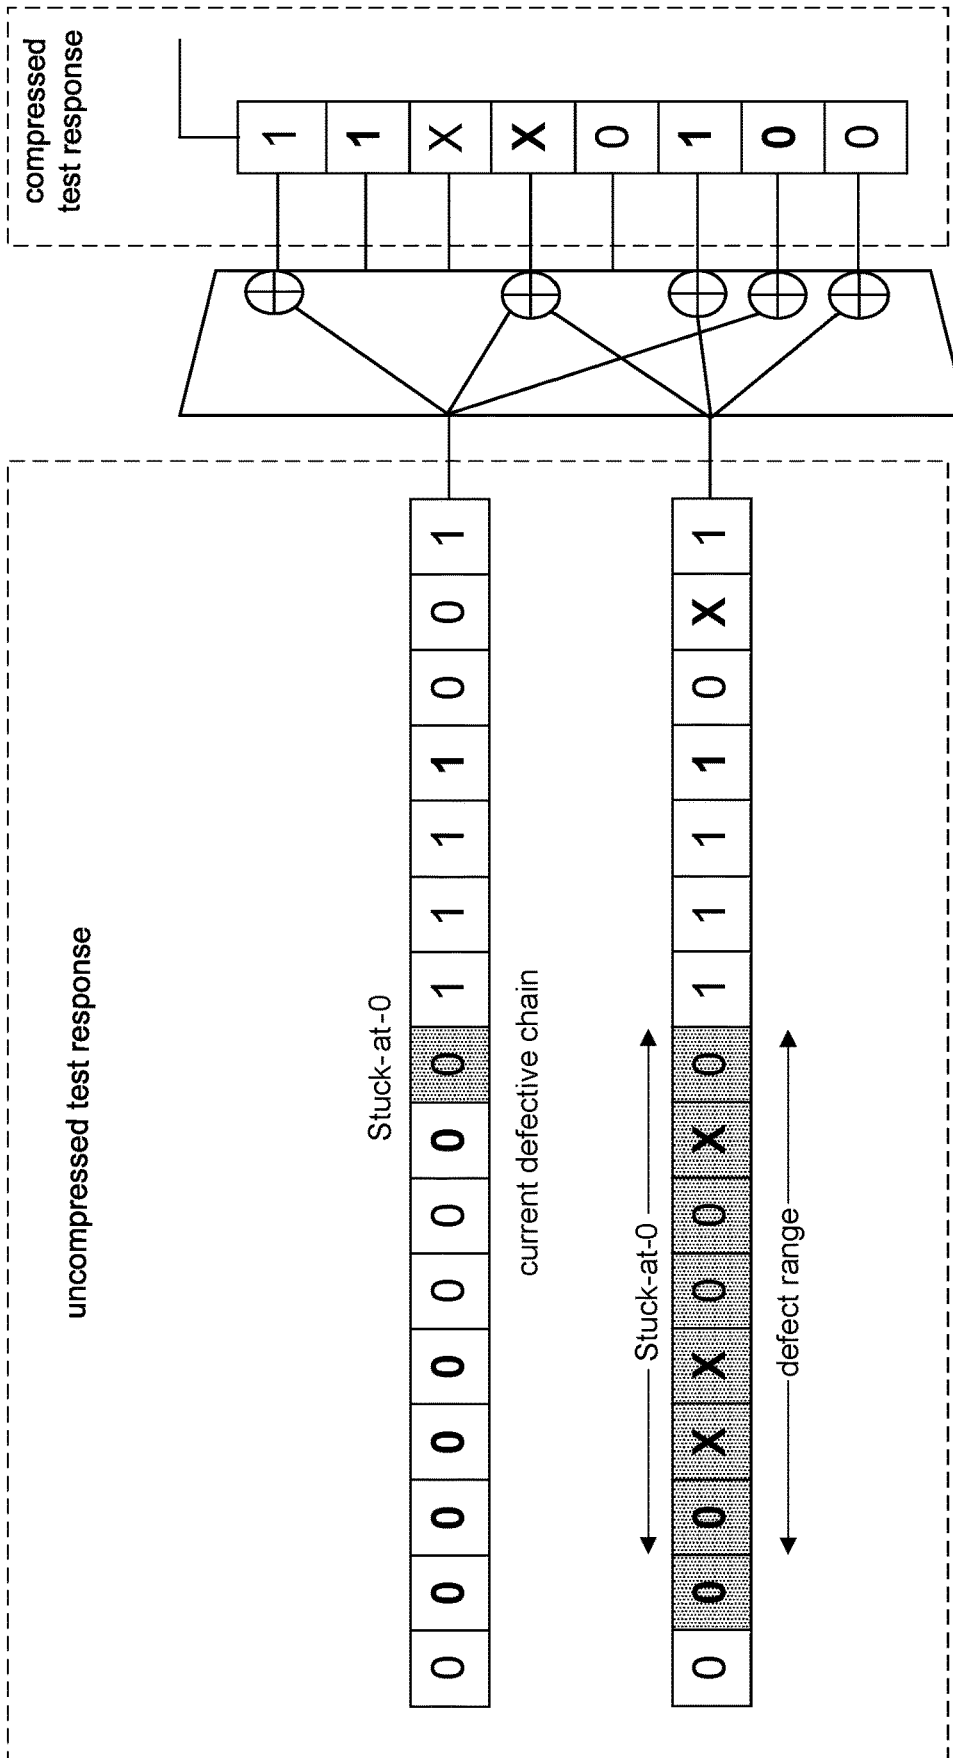 uncompressed test response
compressed
test response
Stuck-at-0
0 0 0 0 0 0 0 0 0 1 1 1 1 0 0 1
current defective chain
Stuck-at-0
0 0 0 X X 0 0 X 0 1 1 1 1 0 X 1
defect range
1
1
X
X
0
1
0
0